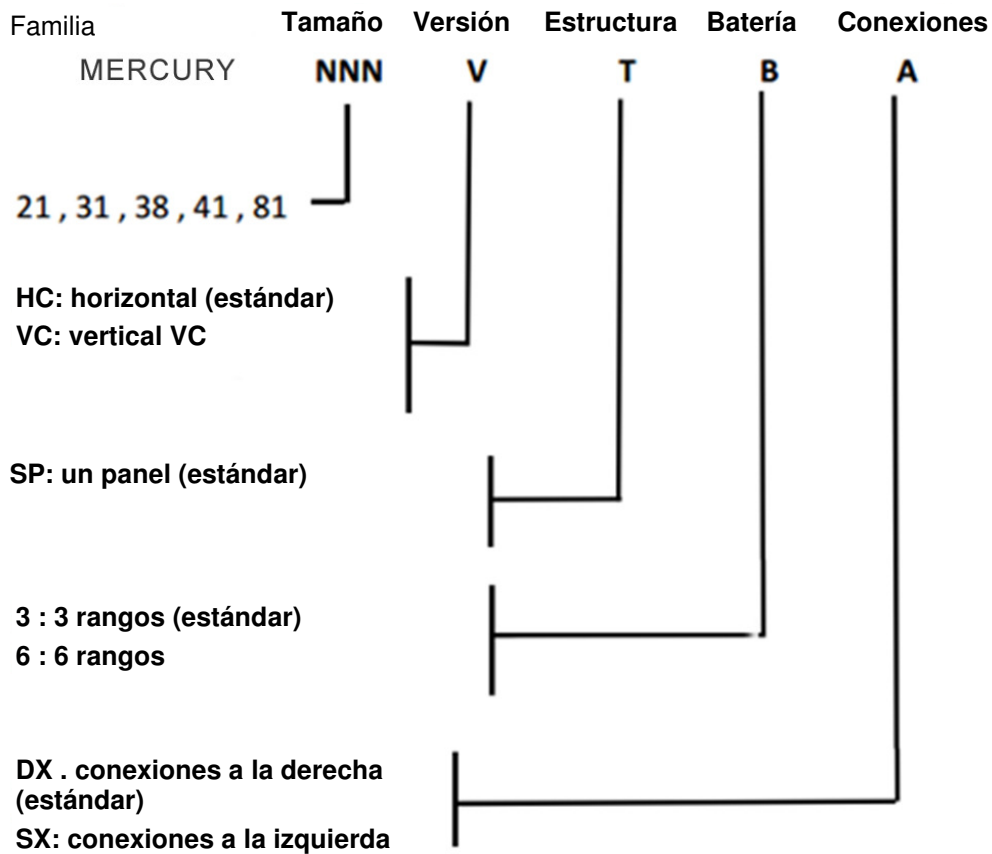 Familia Tamaño Versión Estructura Batería Conexiones
MERCURY NNN V T B A
21 , 31 , 38 , 41 , 81
HC: horizontal (estándar)
VC: vertical VC
SP: un panel (estándar)
3 : 3 rangos (estándar)
6 : 6 rangos
DX . conexiones a la derecha
(estándar)
SX: conexiones a la izquierda